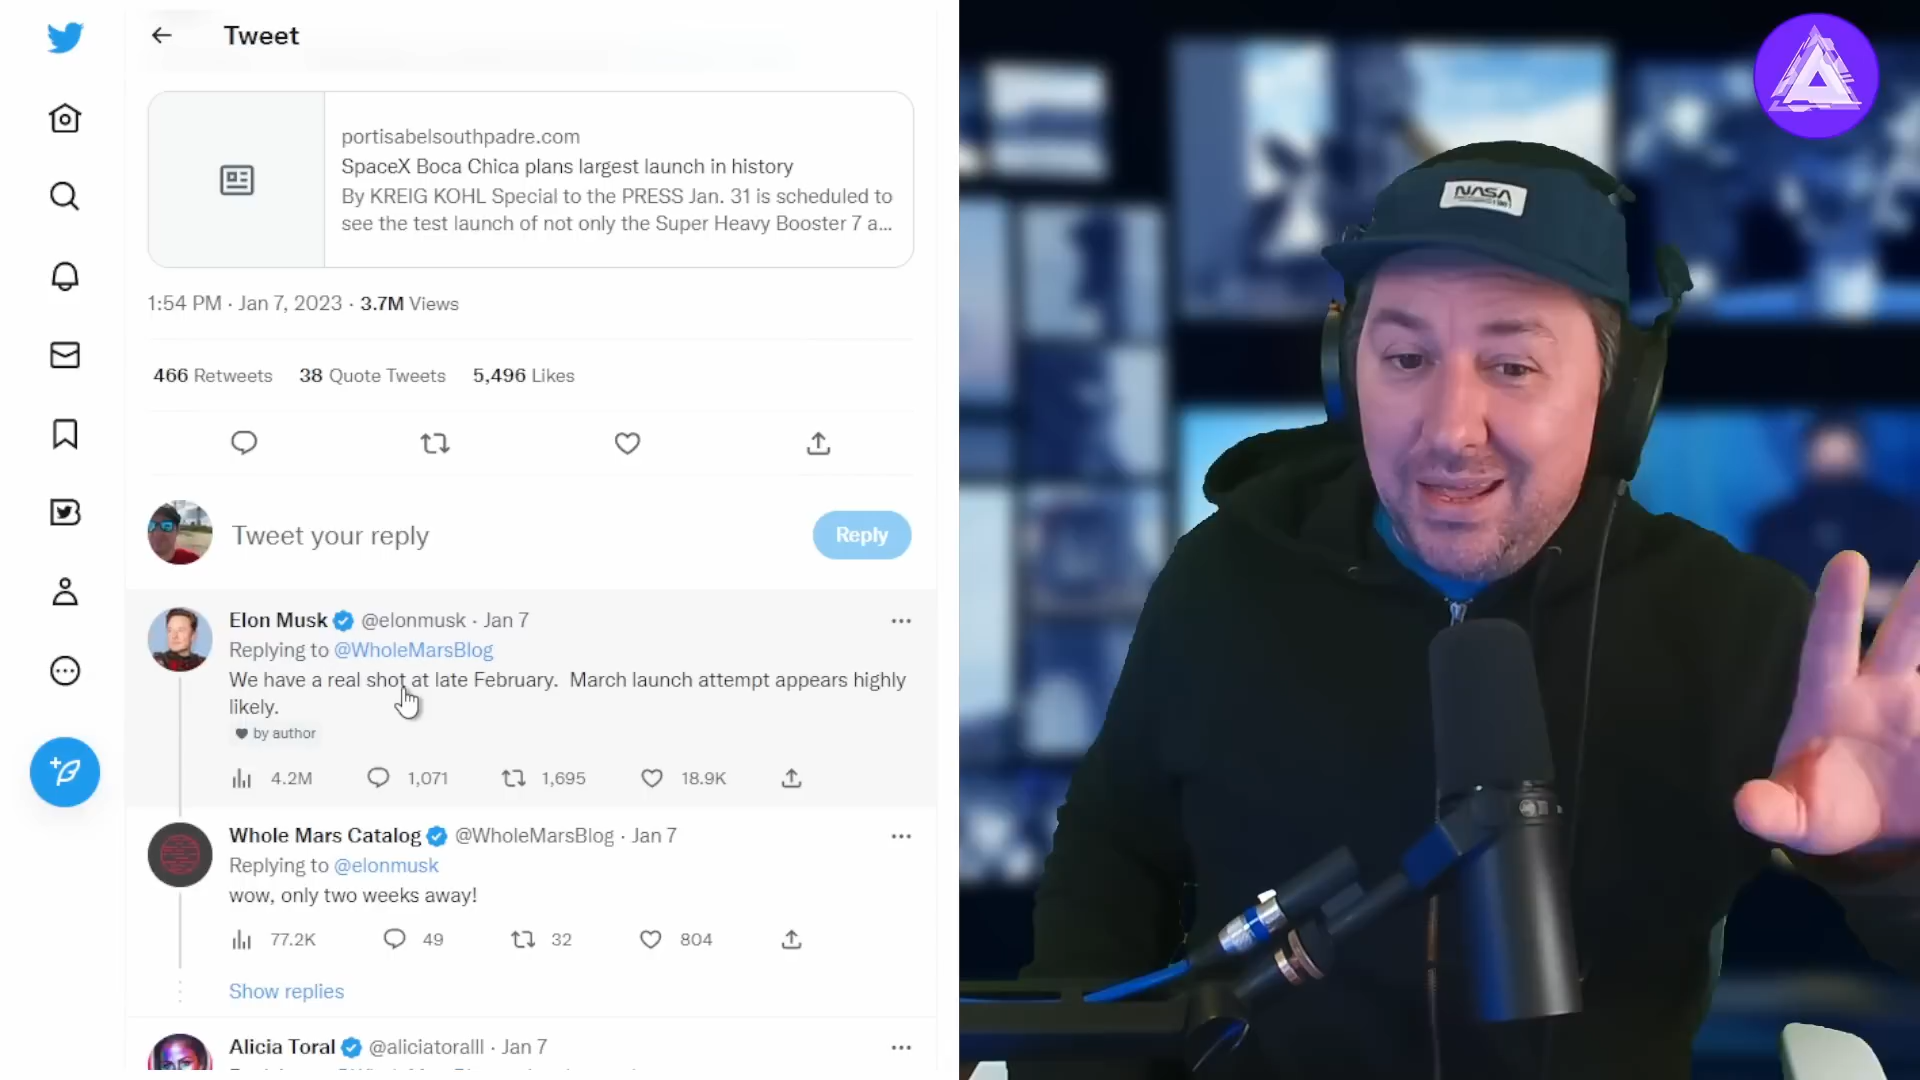 Tweet
portisabelsouthpadre.com
SpaceX Boca Chica plans largest launch in history
By KREIG KOHL Special to the PRESS Jan. 31 is scheduled to
see the test launch of not only the Super Heavy Booster 7 a...
1:54 PM · Jan 7, 2023 · 3.7M Views
466 Retweets 38 Quote Tweets 5,496 Likes
Tweet your reply
Reply
Elon Musk @elonmusk · Jan 7
Replying to @WholeMarsBlog
We have a real shot at late February. March launch attempt appears highly
likely.
by author
4.2M 1,071 1,695 18.9K
Whole Mars Catalog @WholeMarsBlog · Jan 7
Replying to @elonmusk
wow, only two weeks away!
77.2K 49 32 804
Show replies
Alicia Toral @aliciatoralll · Jan 7
NASA